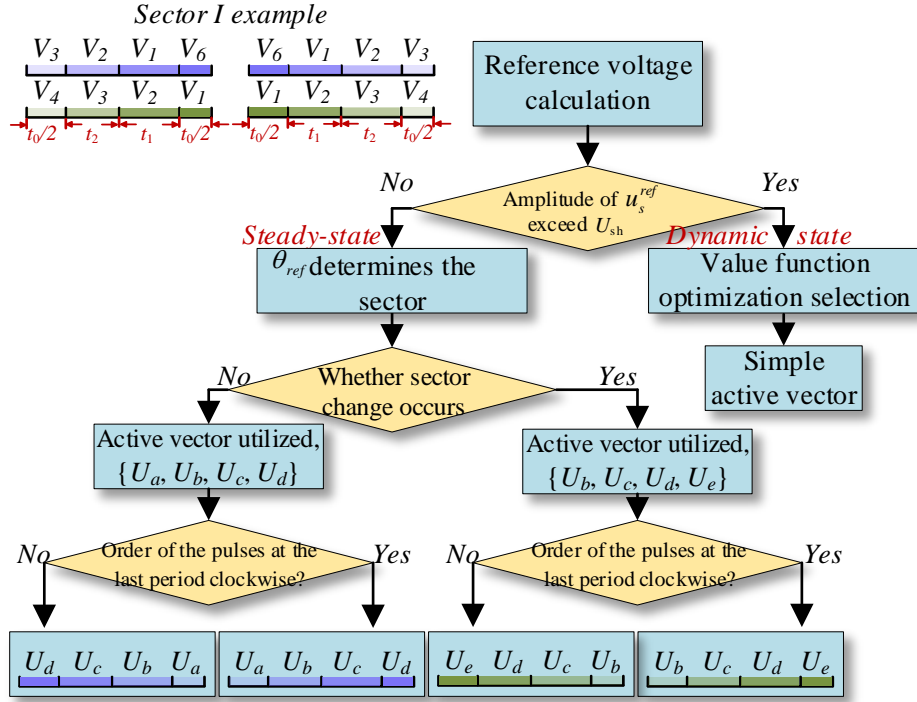 Sector I example
V3 V2 V1 V6
V6 V1 V2 V3
V4 V3 V2 V1
V1 V2 V3 V4
t0/2 t2 t1 t0/2
t0/2 t1 t2 t0/2
Reference voltage
calculation
No
Yes
Amplitude of u_s^ref
exceed Ush
Steady-state
Dynamic state
θref determines the
sector
Value function
optimization selection
Simple
active vector
No
Yes
Whether sector
change occurs
Active vector utilized,
{Ua, Ub, Uc, Ud}
Active vector utilized,
{Ub, Uc, Ud, Ue}
No
Yes
Order of the pulses at the
last period clockwise?
No
Yes
Order of the pulses at the
last period clockwise?
Ud Uc Ub Ua
Ua Ub Uc Ud
Ue Ud Uc Ub
Ub Uc Ud Ue